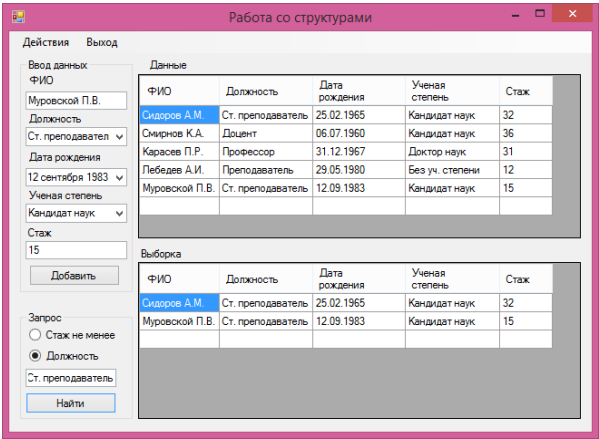 Работа со структурами
Действия Выход
Ввод данных
ФИО
Муровской П.В.
Должность
Ст. преподавател
Дата рождения
12 сентября 1983
Ученая степень
Кандидат наук
Стаж
15
Добавить
Запрос
Стаж не менее
Должность
Ст. преподаватель
Найти
Данные
ФИО Должность Дата рождения Ученая степень Стаж
Сидоров А.М. Ст. преподаватель 25.02.1965 Кандидат наук 32
Смирнов К.А. Доцент 06.07.1960 Кандидат наук 36
Карасев П.Р. Профессор 31.12.1967 Доктор наук 31
Лебедев А.И. Преподаватель 29.05.1980 Без уч. степени 12
Муровской П.В. Ст. преподаватель 12.09.1983 Кандидат наук 15
Выборка
ФИО Должность Дата рождения Ученая степень Стаж
Сидоров А.М. Ст. преподаватель 25.02.1965 Кандидат наук 32
Муровской П.В. Ст. преподаватель 12.09.1983 Кандидат наук 15